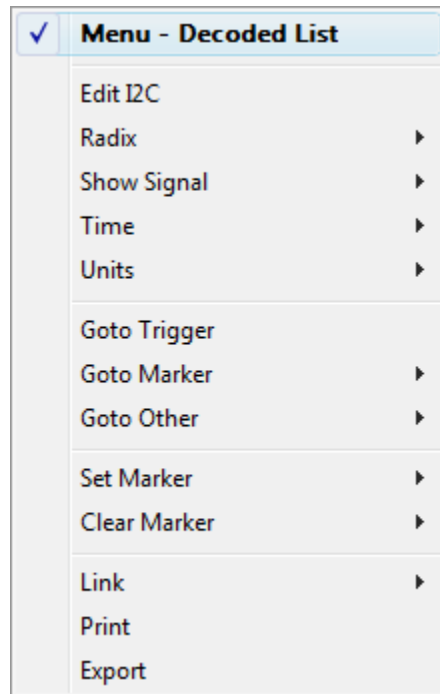 Menu - Decoded List
Edit I2C
Radix
Show Signal
Time
Units
Goto Trigger
Goto Marker
Goto Other
Set Marker
Clear Marker
Link
Print
Export